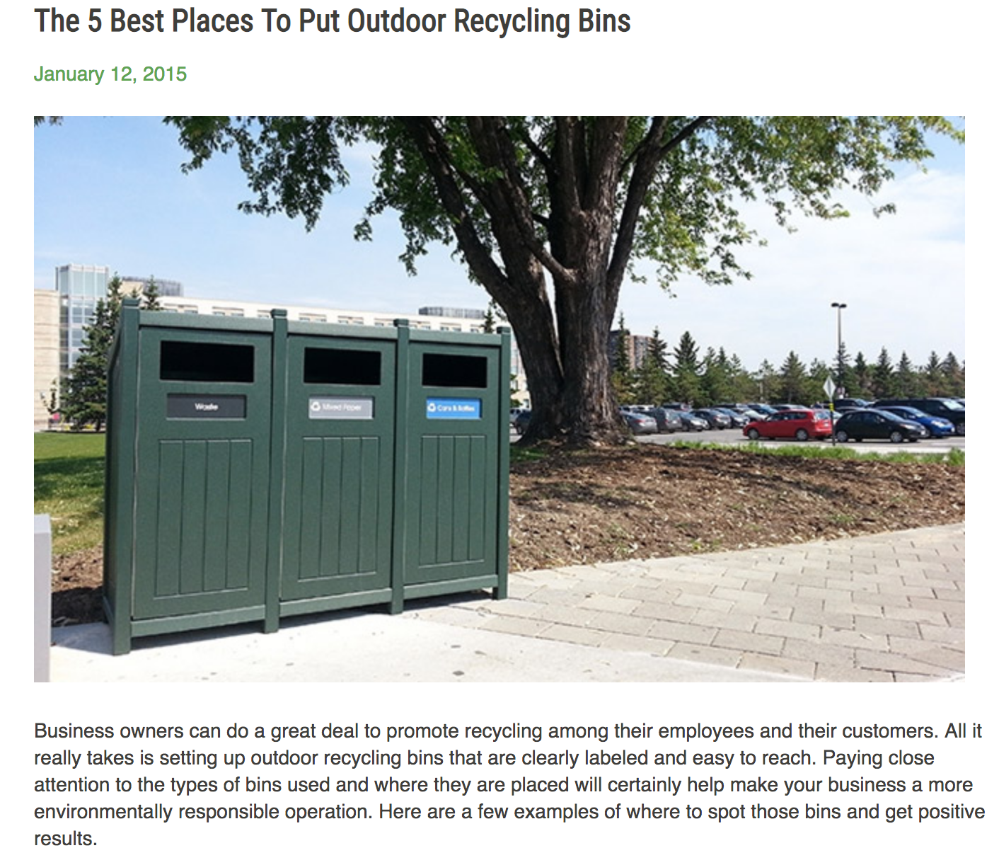 The 5 Best Places To Put Outdoor Recycling Bins
January 12, 2015
Waste
Mixed Paper
Cans & Bottles
Business owners can do a great deal to promote recycling among their employees and their customers. All it
really takes is setting up outdoor recycling bins that are clearly labeled and easy to reach. Paying close
attention to the types of bins used and where they are placed will certainly help make your business a more
environmentally responsible operation. Here are a few examples of where to spot those bins and get positive
results.